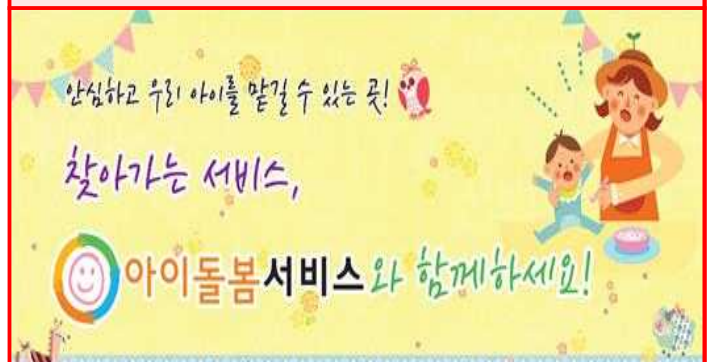 안심하고 우리 아이를 맡길 수 있는 곳!
찾아가는 서비스,
아이돌봄서비스와 함께하세요!